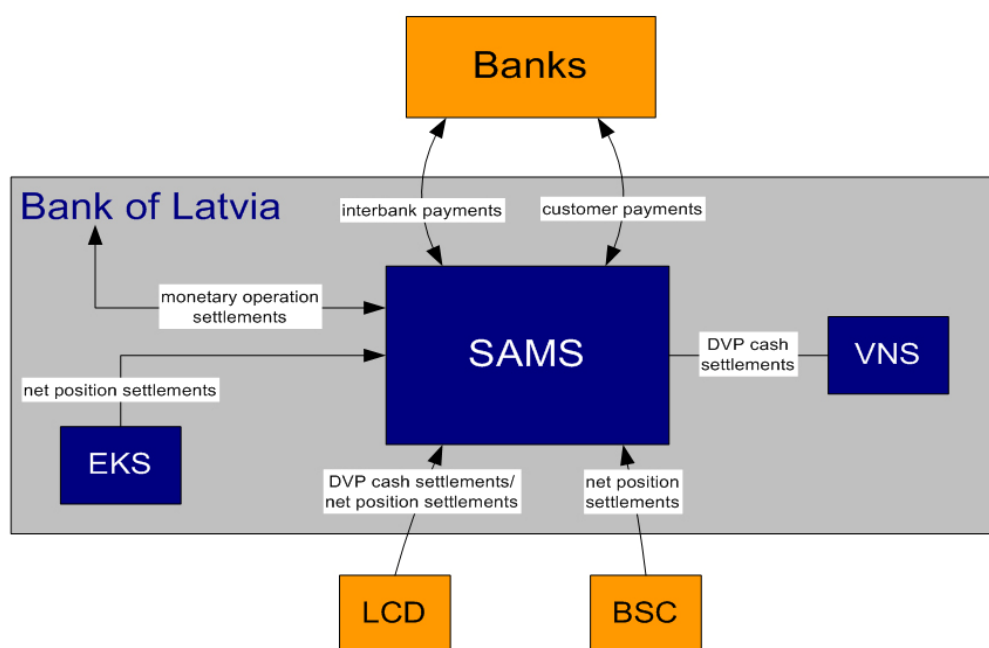 Banks
Bank of Latvia
interbank payments
customer payments
monetary operation
settlements
SAMS
DVP cash
settlements
VNS
net position settlements
EKS
DVP cash settlements/
net position settlements
net position
settlements
LCD
BSC